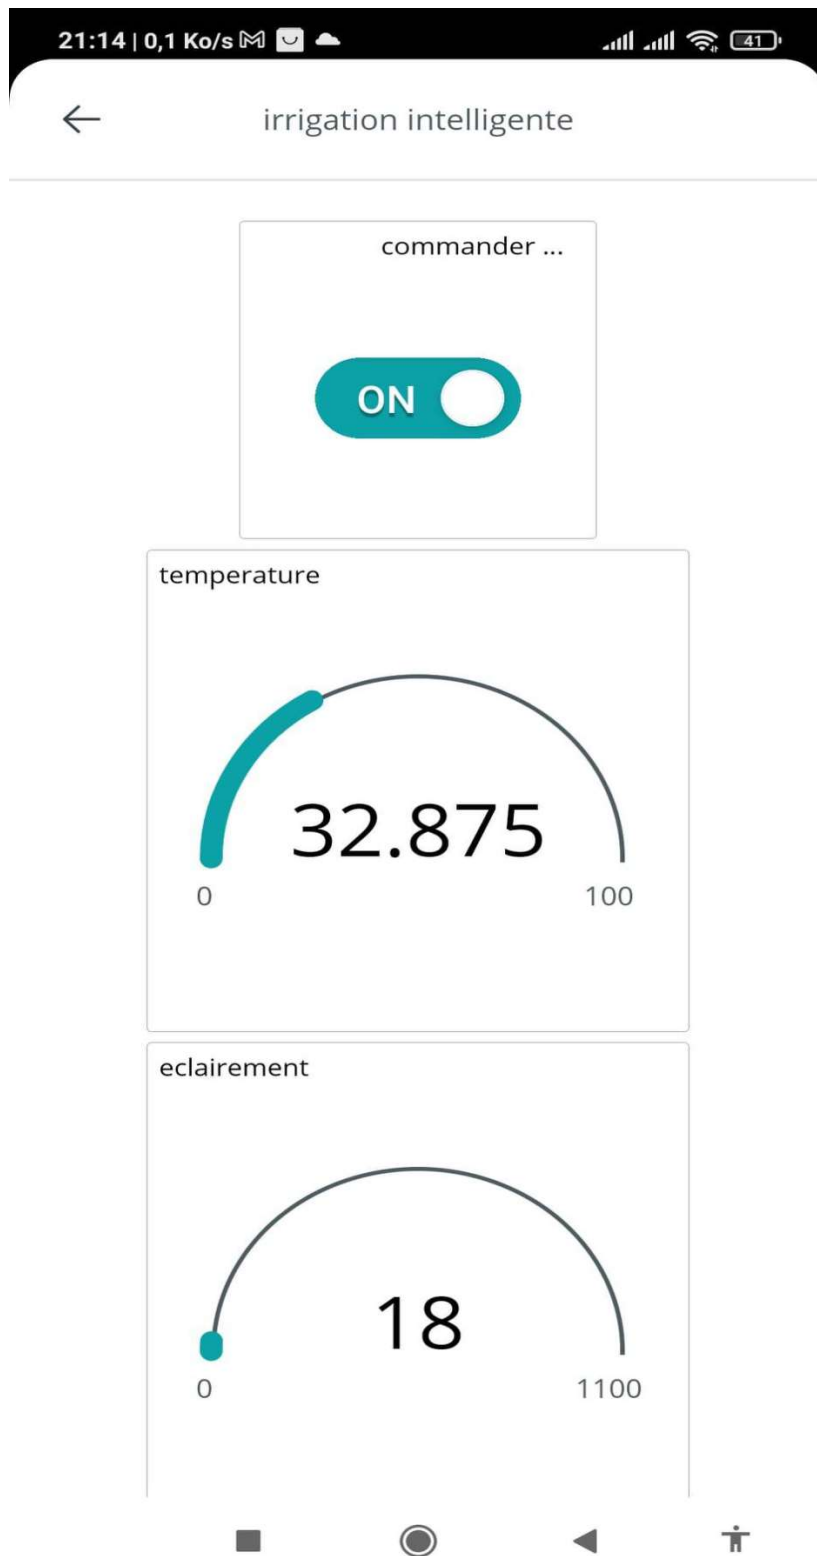 21:14 | 0,1 Ko/s 41
irrigation intelligente
commander ...
ON
temperature
32.875
0 100
eclairement
18
0 1100